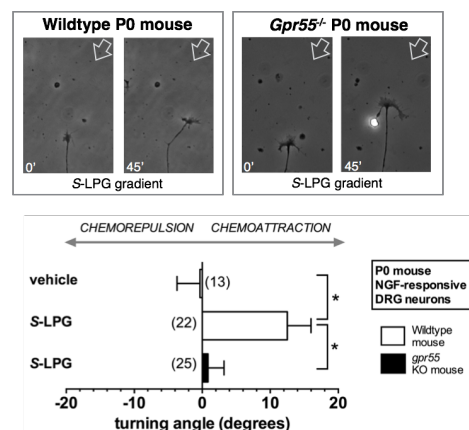 Wildtype P0 mouse
0'
45'
S-LPG gradient
Gpr55-/- P0 mouse
0'
45'
S-LPG gradient
CHEMOREPULSION CHEMOATTRACTION
vehicle
(13)
*
S-LPG
(22)
*
S-LPG
(25)
-20 -10 0 10 20
turning angle (degrees)
P0 mouse
NGF-responsive
DRG neurons
Wildtype
mouse
gpr55
KO mouse